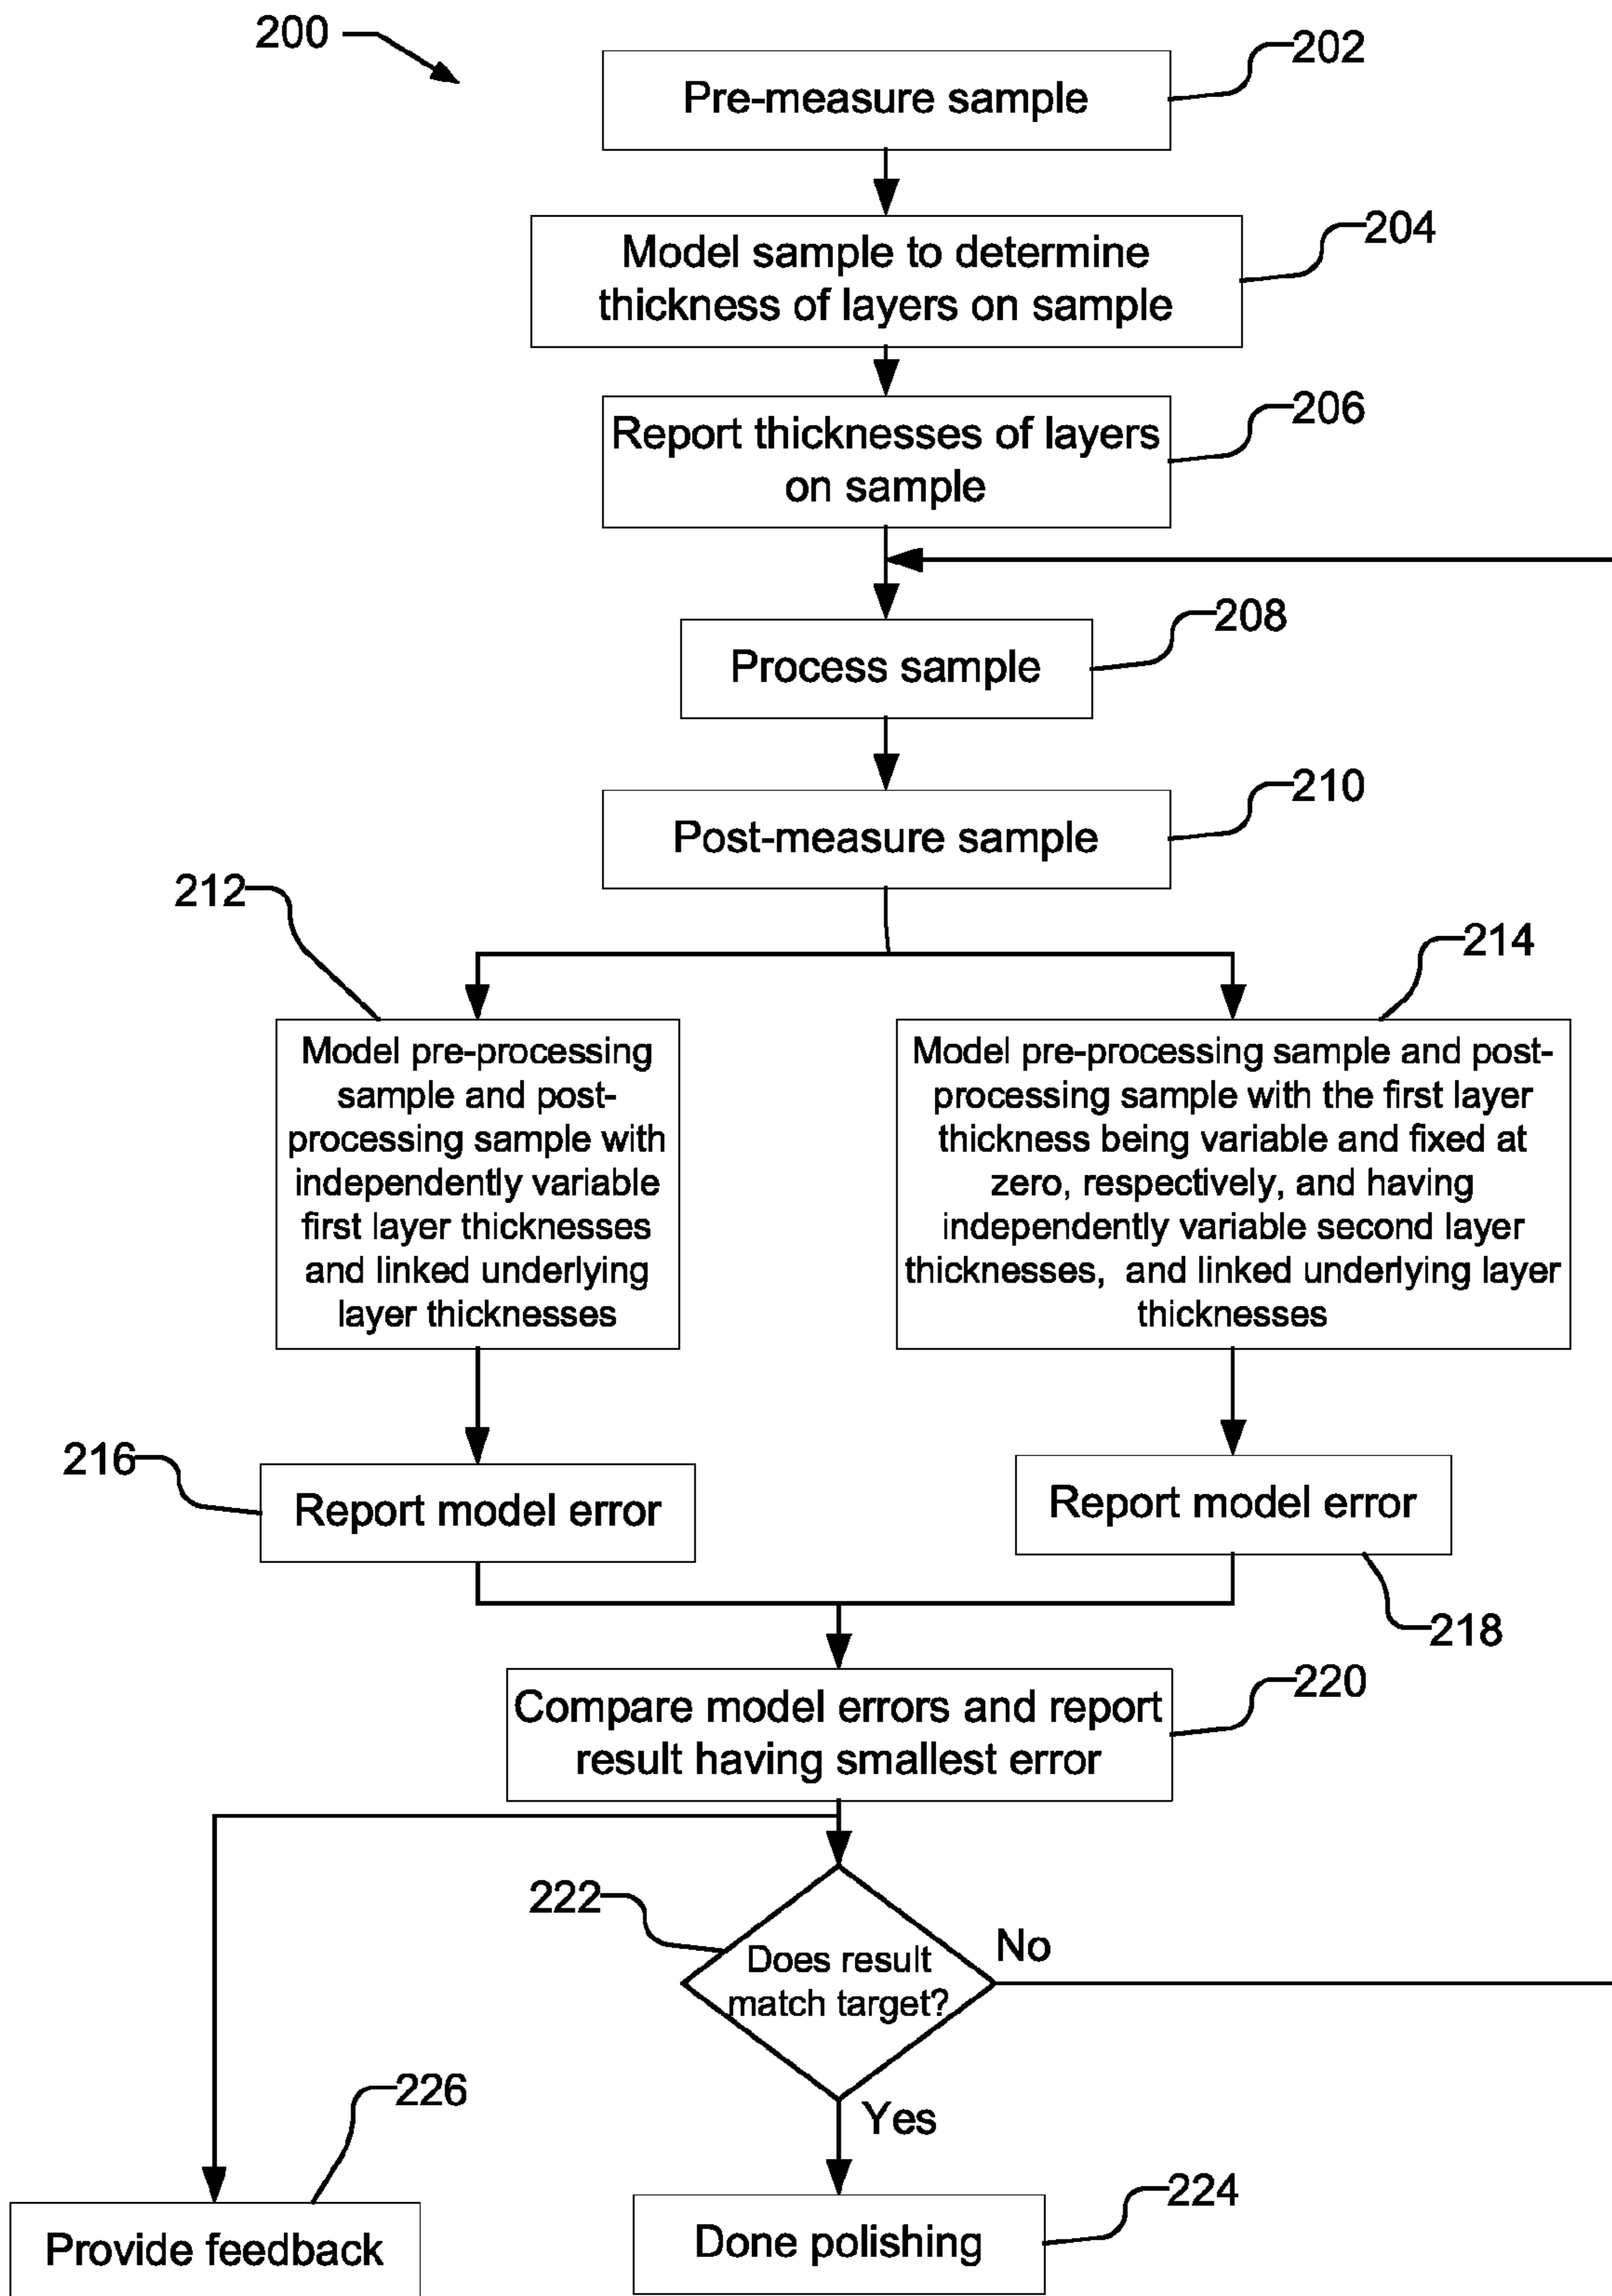 200
202
Pre-measure sample
204
Model sample to determine
thickness of layers on sample
206
Report thicknesses of layers
on sample
208
Process sample
210
Post-measure sample
212
214
Model pre-processing
sample and post-
processing sample with
independently variable
first layer thicknesses
and linked underlying
layer thicknesses
Model pre-processing sample and post-
processing sample with the first layer
thickness being variable and fixed at
zero, respectively, and having
independently variable second layer
thicknesses, and linked underlying layer
thicknesses
216
Report model error
Report model error
218
220
Compare model errors and report
result having smallest error
222
Does result
match target?
No
Yes
226
Provide feedback
224
Done polishing